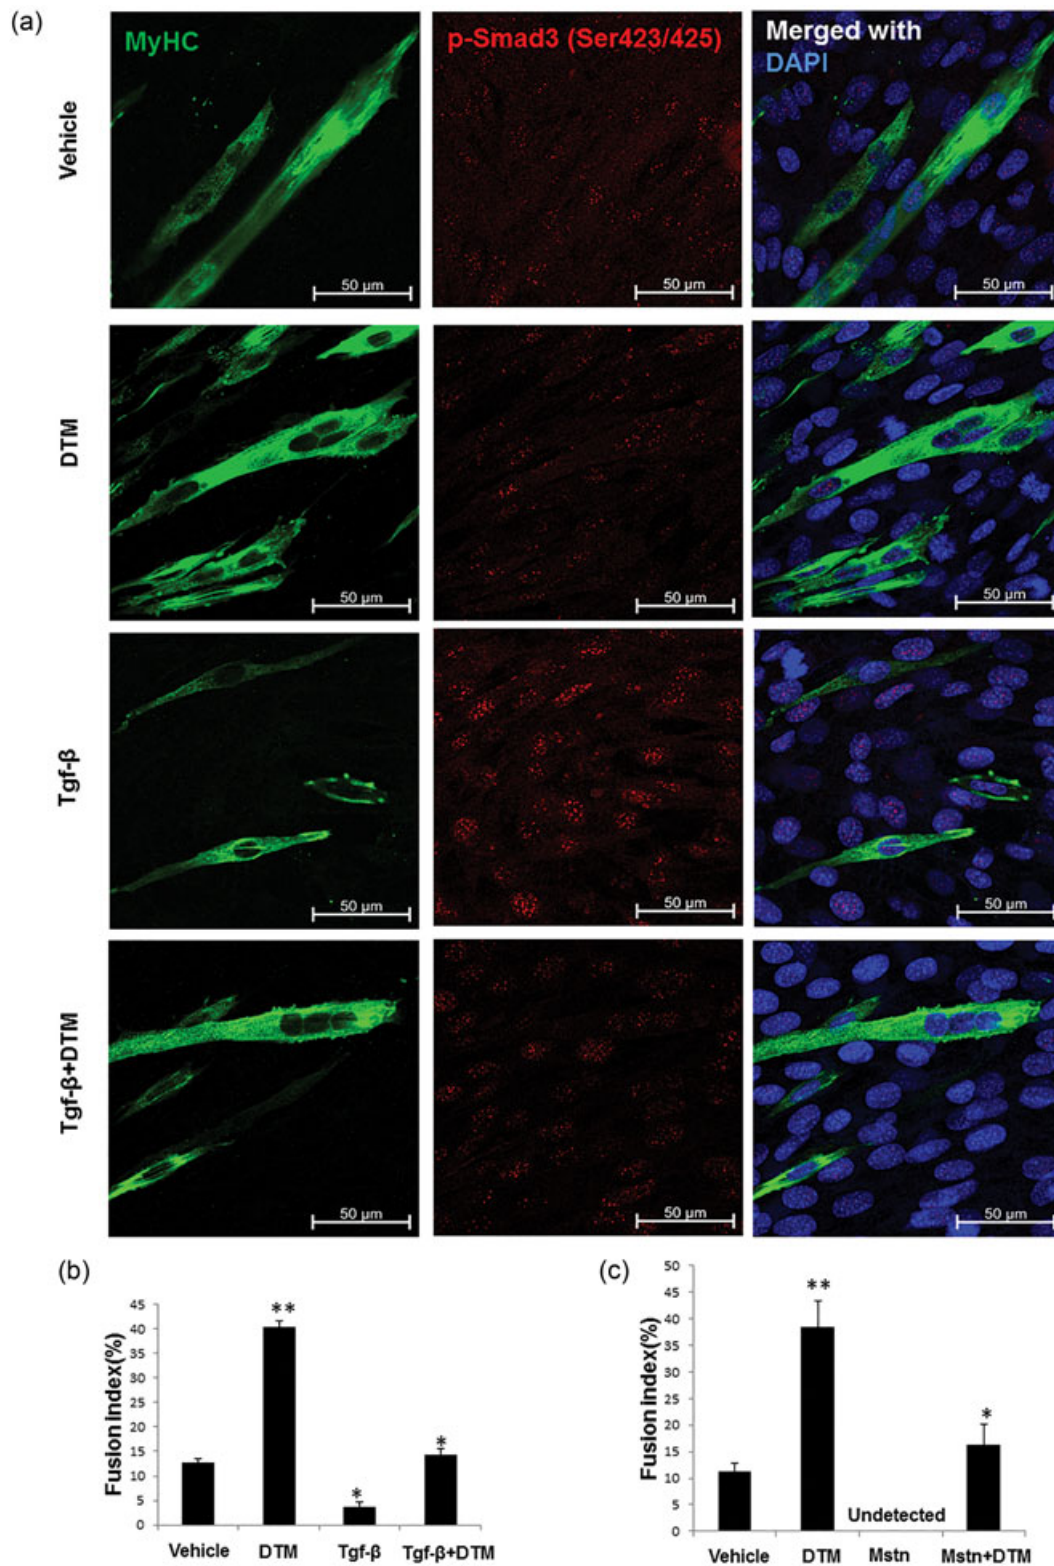 (a)
MyHC
p-Smad3 (Ser423/425)
Merged with
DAPI
Vehicle
50 µm
50 µm
50 µm
DTM
50 µm
50 µm
50 µm
Tgf-β
50 µm
50 µm
50 µm
Tgf-β+DTM
50 µm
50 µm
50 µm
(b)
Fusion index(%)
45
40
35
30
25
20
15
10
5
0
**
*
*
Vehicle
DTM
Tgf-β
Tgf-β+DTM
(c)
Fusion index(%)
50
45
40
35
30
25
20
15
10
5
0
**
Undetected
*
Vehicle
DTM
Mstn
Mstn+DTM